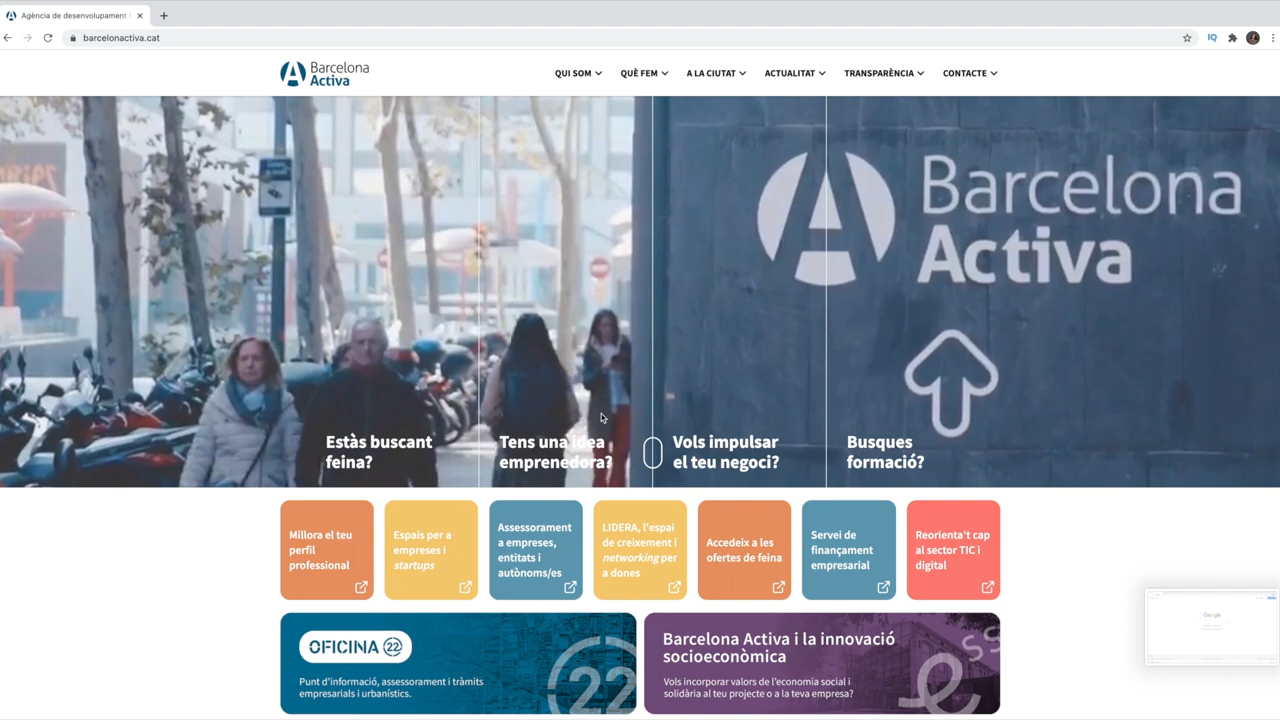 Agència de desenvolupament
barcelonactiva.cat
IQ
Barcelona
Activa
QUI SOM
QUÈ FEM
A LA CIUTAT
ACTUALITAT
TRANSPARÈNCIA
CONTACTE
Barcelona
Activa
Estàs buscant
feina?
Tens una idea
emprenedora?
Vols impulsar
el teu negoci?
Busques
formació?
Millora el teu
perfil
professional
Espais per a
empreses i
startups
Assessorament
a empreses,
entitats i
autònoms/es
LIDERA, l'espai
de creixement i
networking per
a dones
Accedeix a les
ofertes de feina
Servei de
finançament
empresarial
Reorienta't cap
al sector TIC i
digital
OFICINA 22
Punt d'informació, assessorament i tràmits
empresarials i urbanístics.
22
Barcelona Activa i la innovació
socioeconòmica
Vols incorporar valors de l'economia social i
solidària al teu projecte o a la teva empresa?
ess
Google